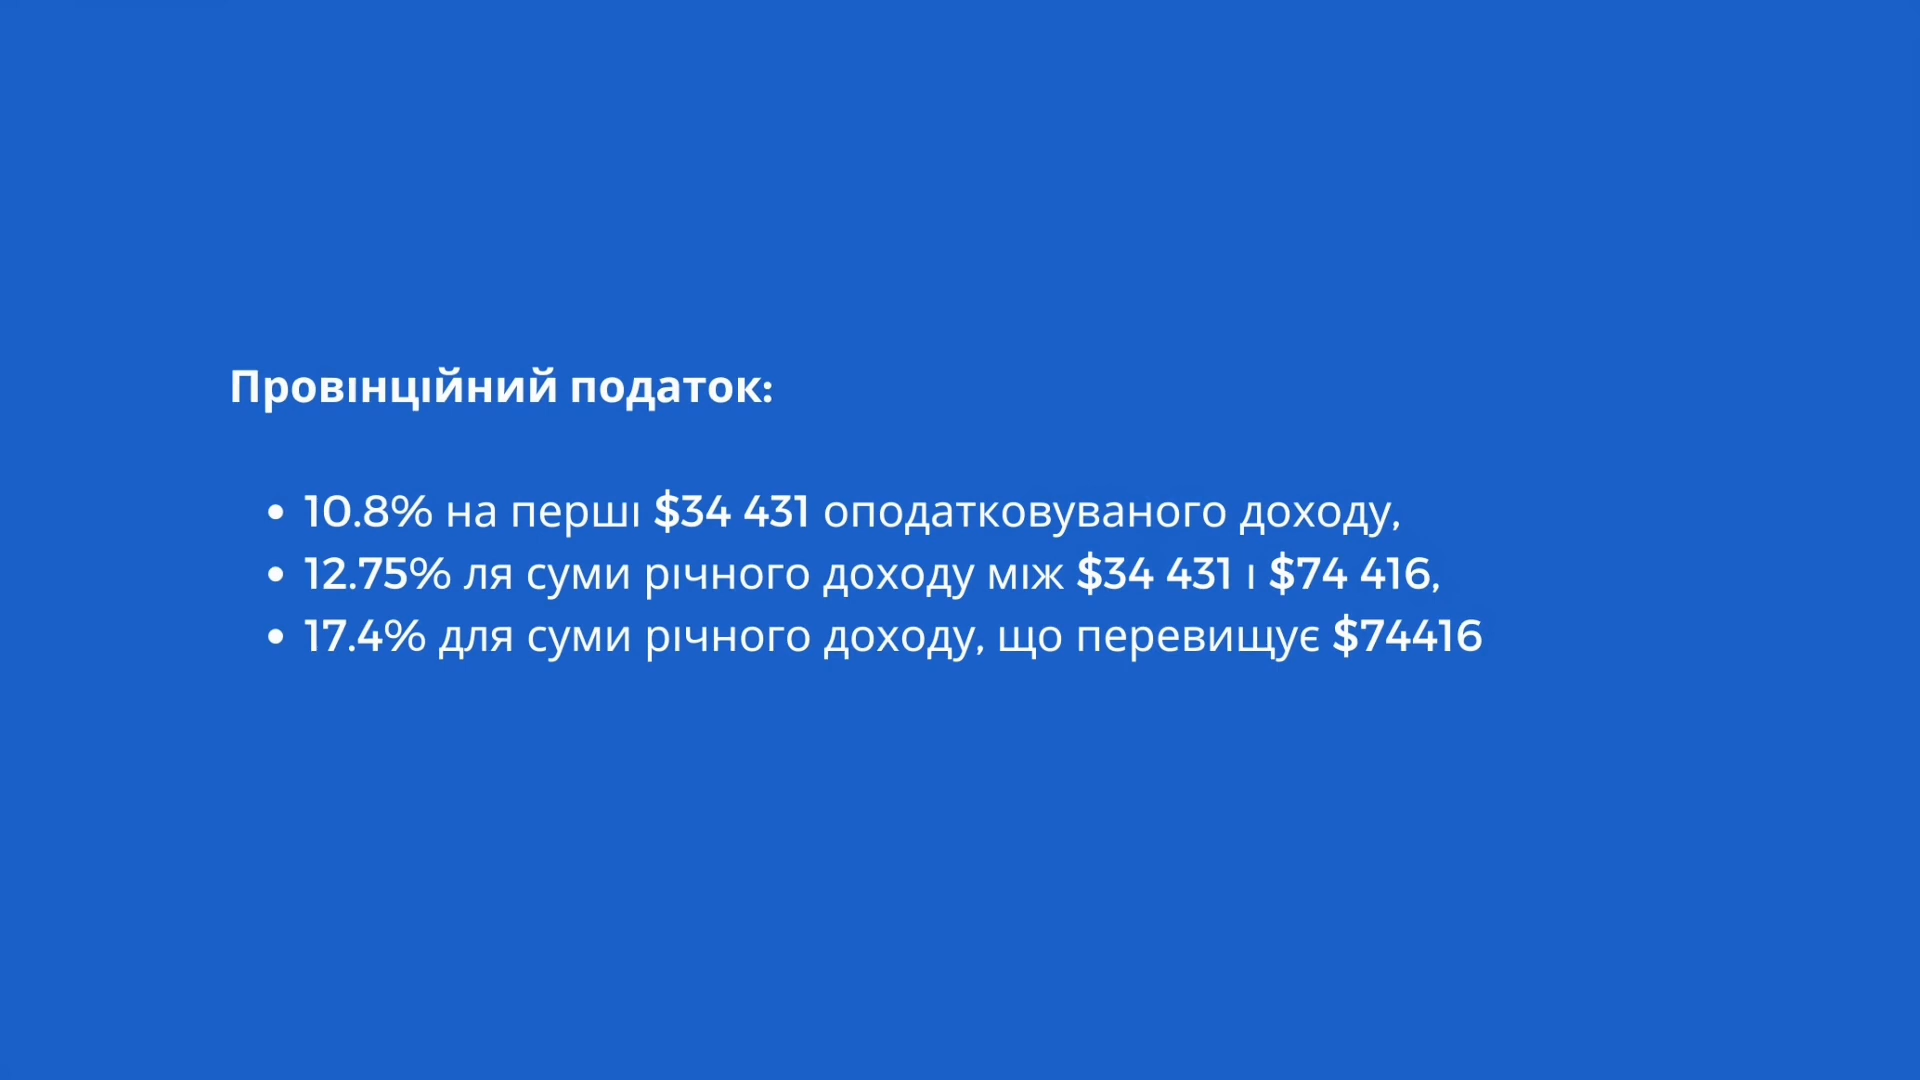 Провінційний податок:
10.8% на перші $34 431 оподатковуваного доходу,
12.75% ля суми річного доходу між $34 431 і $74 416,
17.4% для суми річного доходу, що перевищує $74416